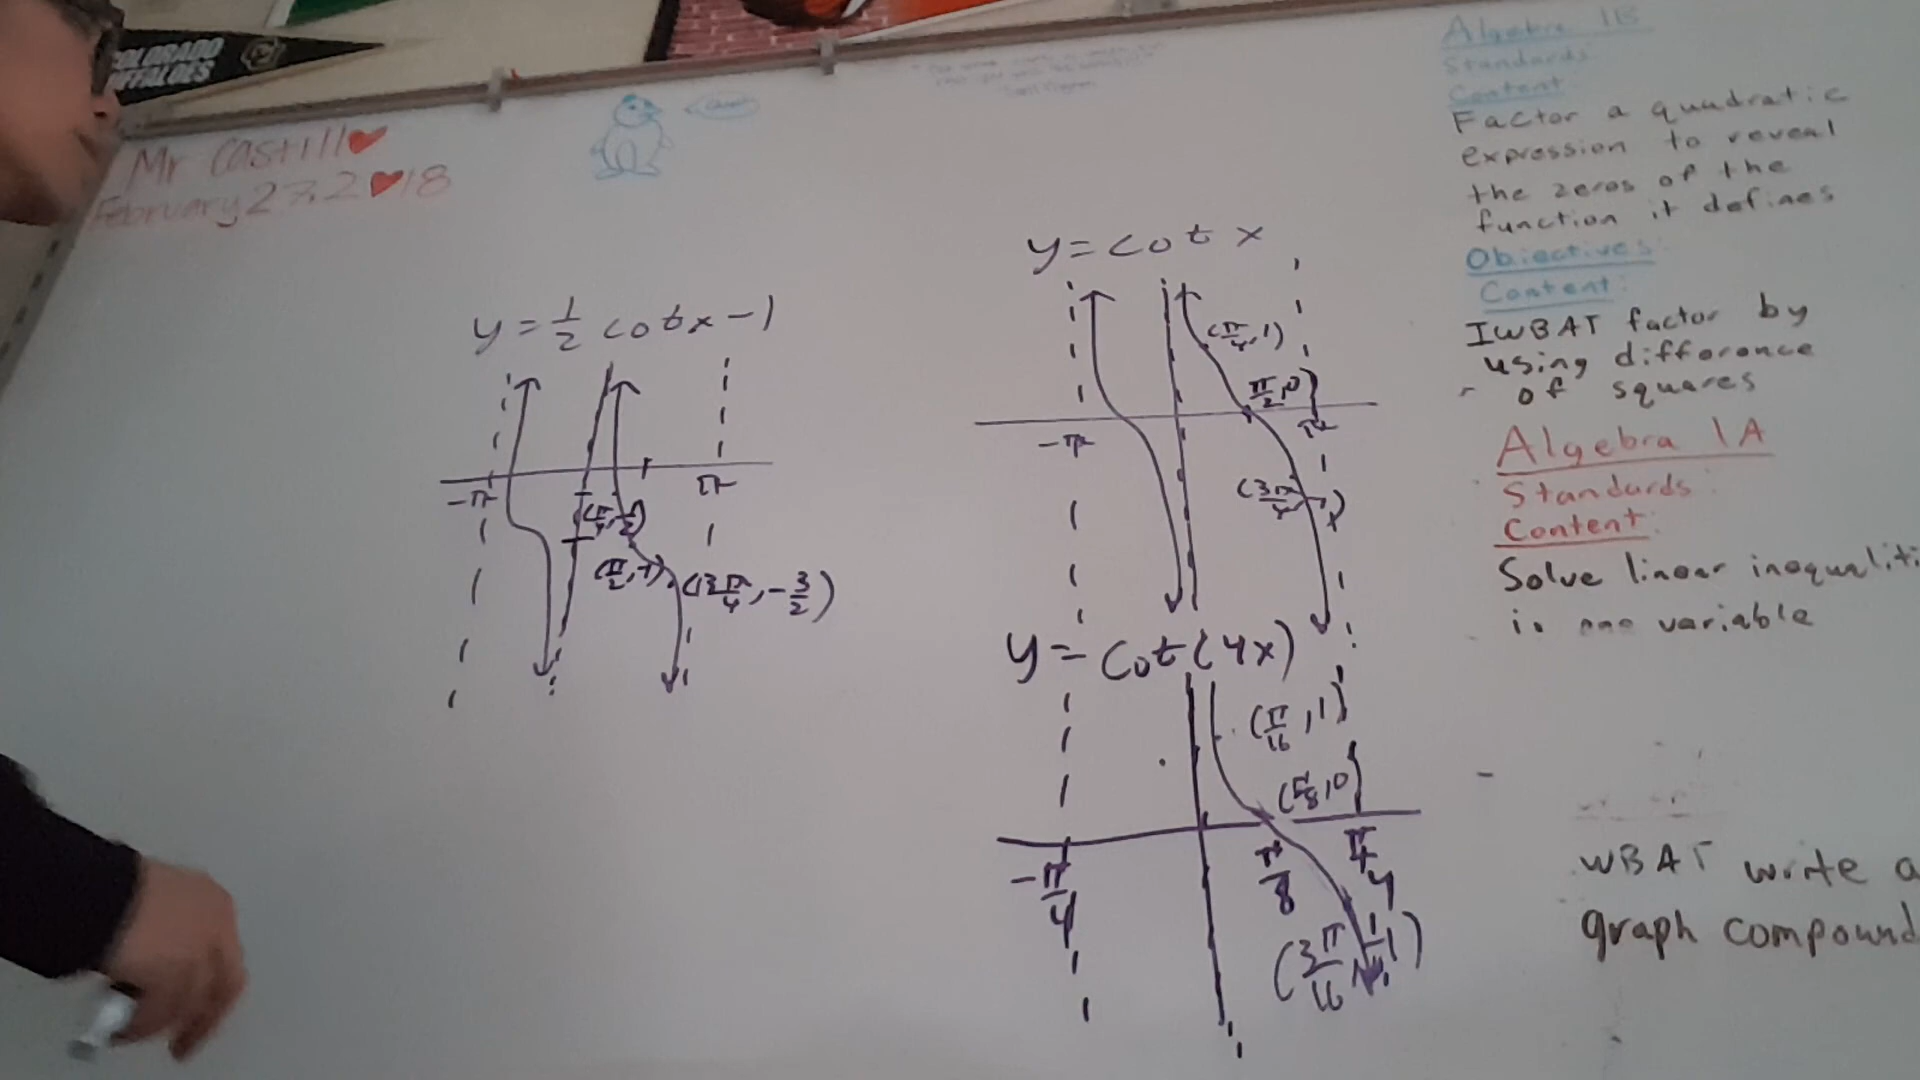 COLORADO
BUFFALOES
Mr Castillo
February 27, 2018
y = 1/2 cot x - 1
-π
π
(π/4, -1/2)
(π/2, -1)
(3π/4, -3/2)
y = cot x
(π/4, 1)
π/2, 0)
-π
π
(3π/4, -1)
y = cot(4x)
(π/16, 1)
(π/8, 0)
-π/4
π/8
π/4
(3π/16, -1)
Algebra
Standards
Content
Factor a quadratic
expression to reveal
the zeros of the
function it defines
Objectives:
Content:
IWBAT factor by
using difference
of squares
Algebra 1A
Standards:
Content:
Solve linear inequaliti
in one variable
WBAT write a
graph compound